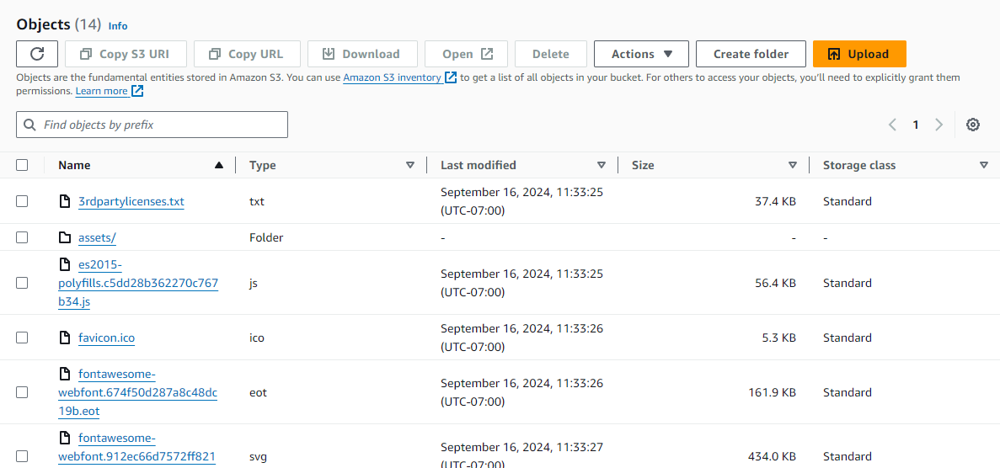 Objects (14) Info
Copy S3 URI Copy URL Download Open Delete Actions Create folder Upload
Objects are the fundamental entities stored in Amazon S3. You can use Amazon S3 inventory to get a list of all objects in your bucket. For others to access your objects, you'll need to explicitly grant them
permissions. Learn more
Find objects by prefix
1
Name Type Last modified Size Storage class
3rdpartylicenses.txt txt September 16, 2024, 11:33:25 (UTC-07:00) 37.4 KB Standard
assets/ Folder - - -
es2015-
polyfills.c5dd28b362270c767
b34.js
js September 16, 2024, 11:33:25 (UTC-07:00) 56.4 KB Standard
favicon.ico ico September 16, 2024, 11:33:26 (UTC-07:00) 5.3 KB Standard
fontawesome-
webfont.674f50d287a8c48dc
19b.eot
eot September 16, 2024, 11:33:26 (UTC-07:00) 161.9 KB Standard
fontawesome-
webfont.912ec66d7572ff821
svg September 16, 2024, 11:33:27 (UTC-07:00) 434.0 KB Standard